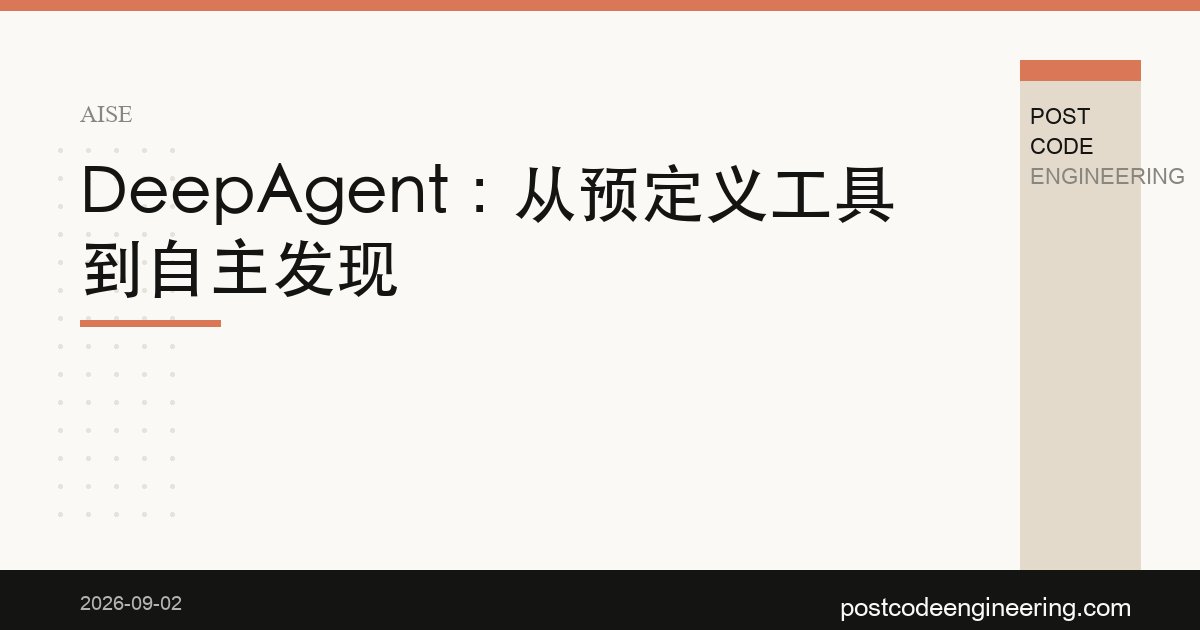 AISE
DeepAgent：从预定义工具
到自主发现
POST
CODE
ENGINEERING
2026-09-02
postcodeengineering.com